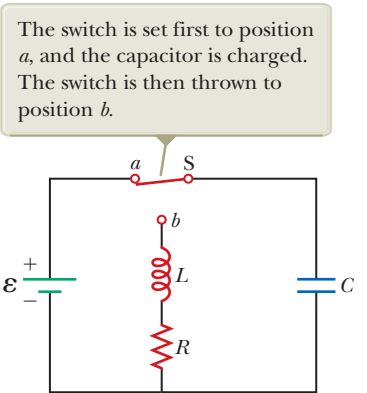 The switch is set first to position
a, and the capacitor is charged.
The switch is then thrown to
position b.
a S
b
+
ε
−
L
C
R